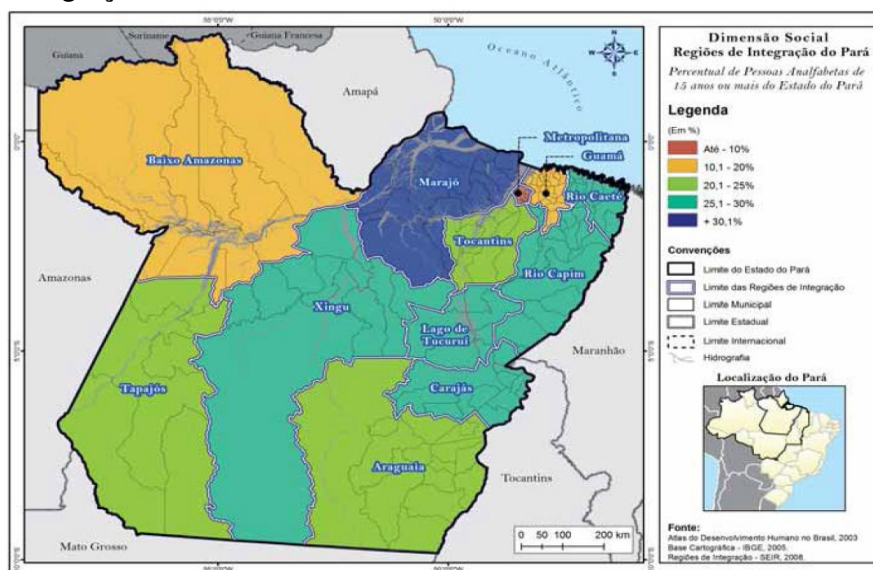 Suriname
Guiana Francesa
Guiana
Oceano Atlântico
Amapá
Metropolitana
Guamá
Baixo Amazonas
Marajó
Rio Caeté
Tocantins
Rio Capim
Amazonas
Xingu
Lago de
Tucuruí
Maranhão
Tapajós
Carajás
Araguaia
Tocantins
Mato Grosso
0 50 100 200 km
N
S
Dimensão Social
Regiões de Integração do Pará
Percentual de Pessoas Analfabetas de
15 anos ou mais do Estado do Pará
Legenda
(Em %)
Até - 10%
10,1 - 20%
20,1 - 25%
25,1 - 30%
+ 30,1%
Convenções
Limite do Estado do Pará
Limite das Regiões de Integração
Limite Municipal
Limite Estadual
Limite Internacional
Hidrografia
Localização do Pará
Fonte:
Atlas do Desenvolvimento Humano no Brasil, 2003
Base Cartográfica - IBGE, 2005.
Regiões de Integração - SEIR, 2008.